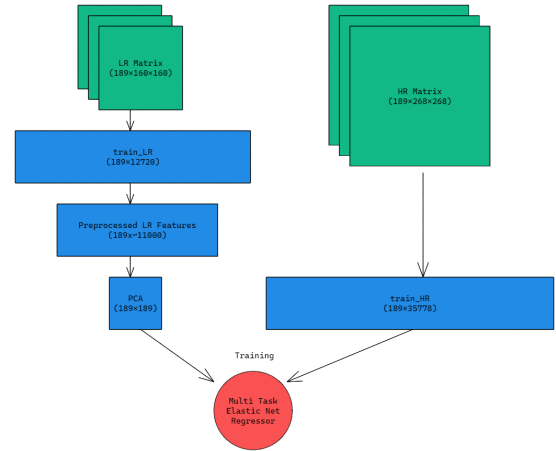 LR Matrix
(189×160×160)
HR Matrix
(189×268×268)
train_LR
(189×12720)
Preprocessed LR Features
(189x~11000)
PCA
(189×189)
train_HR
(189×35778)
Training
Multi Task
Elastic Net
Regressor